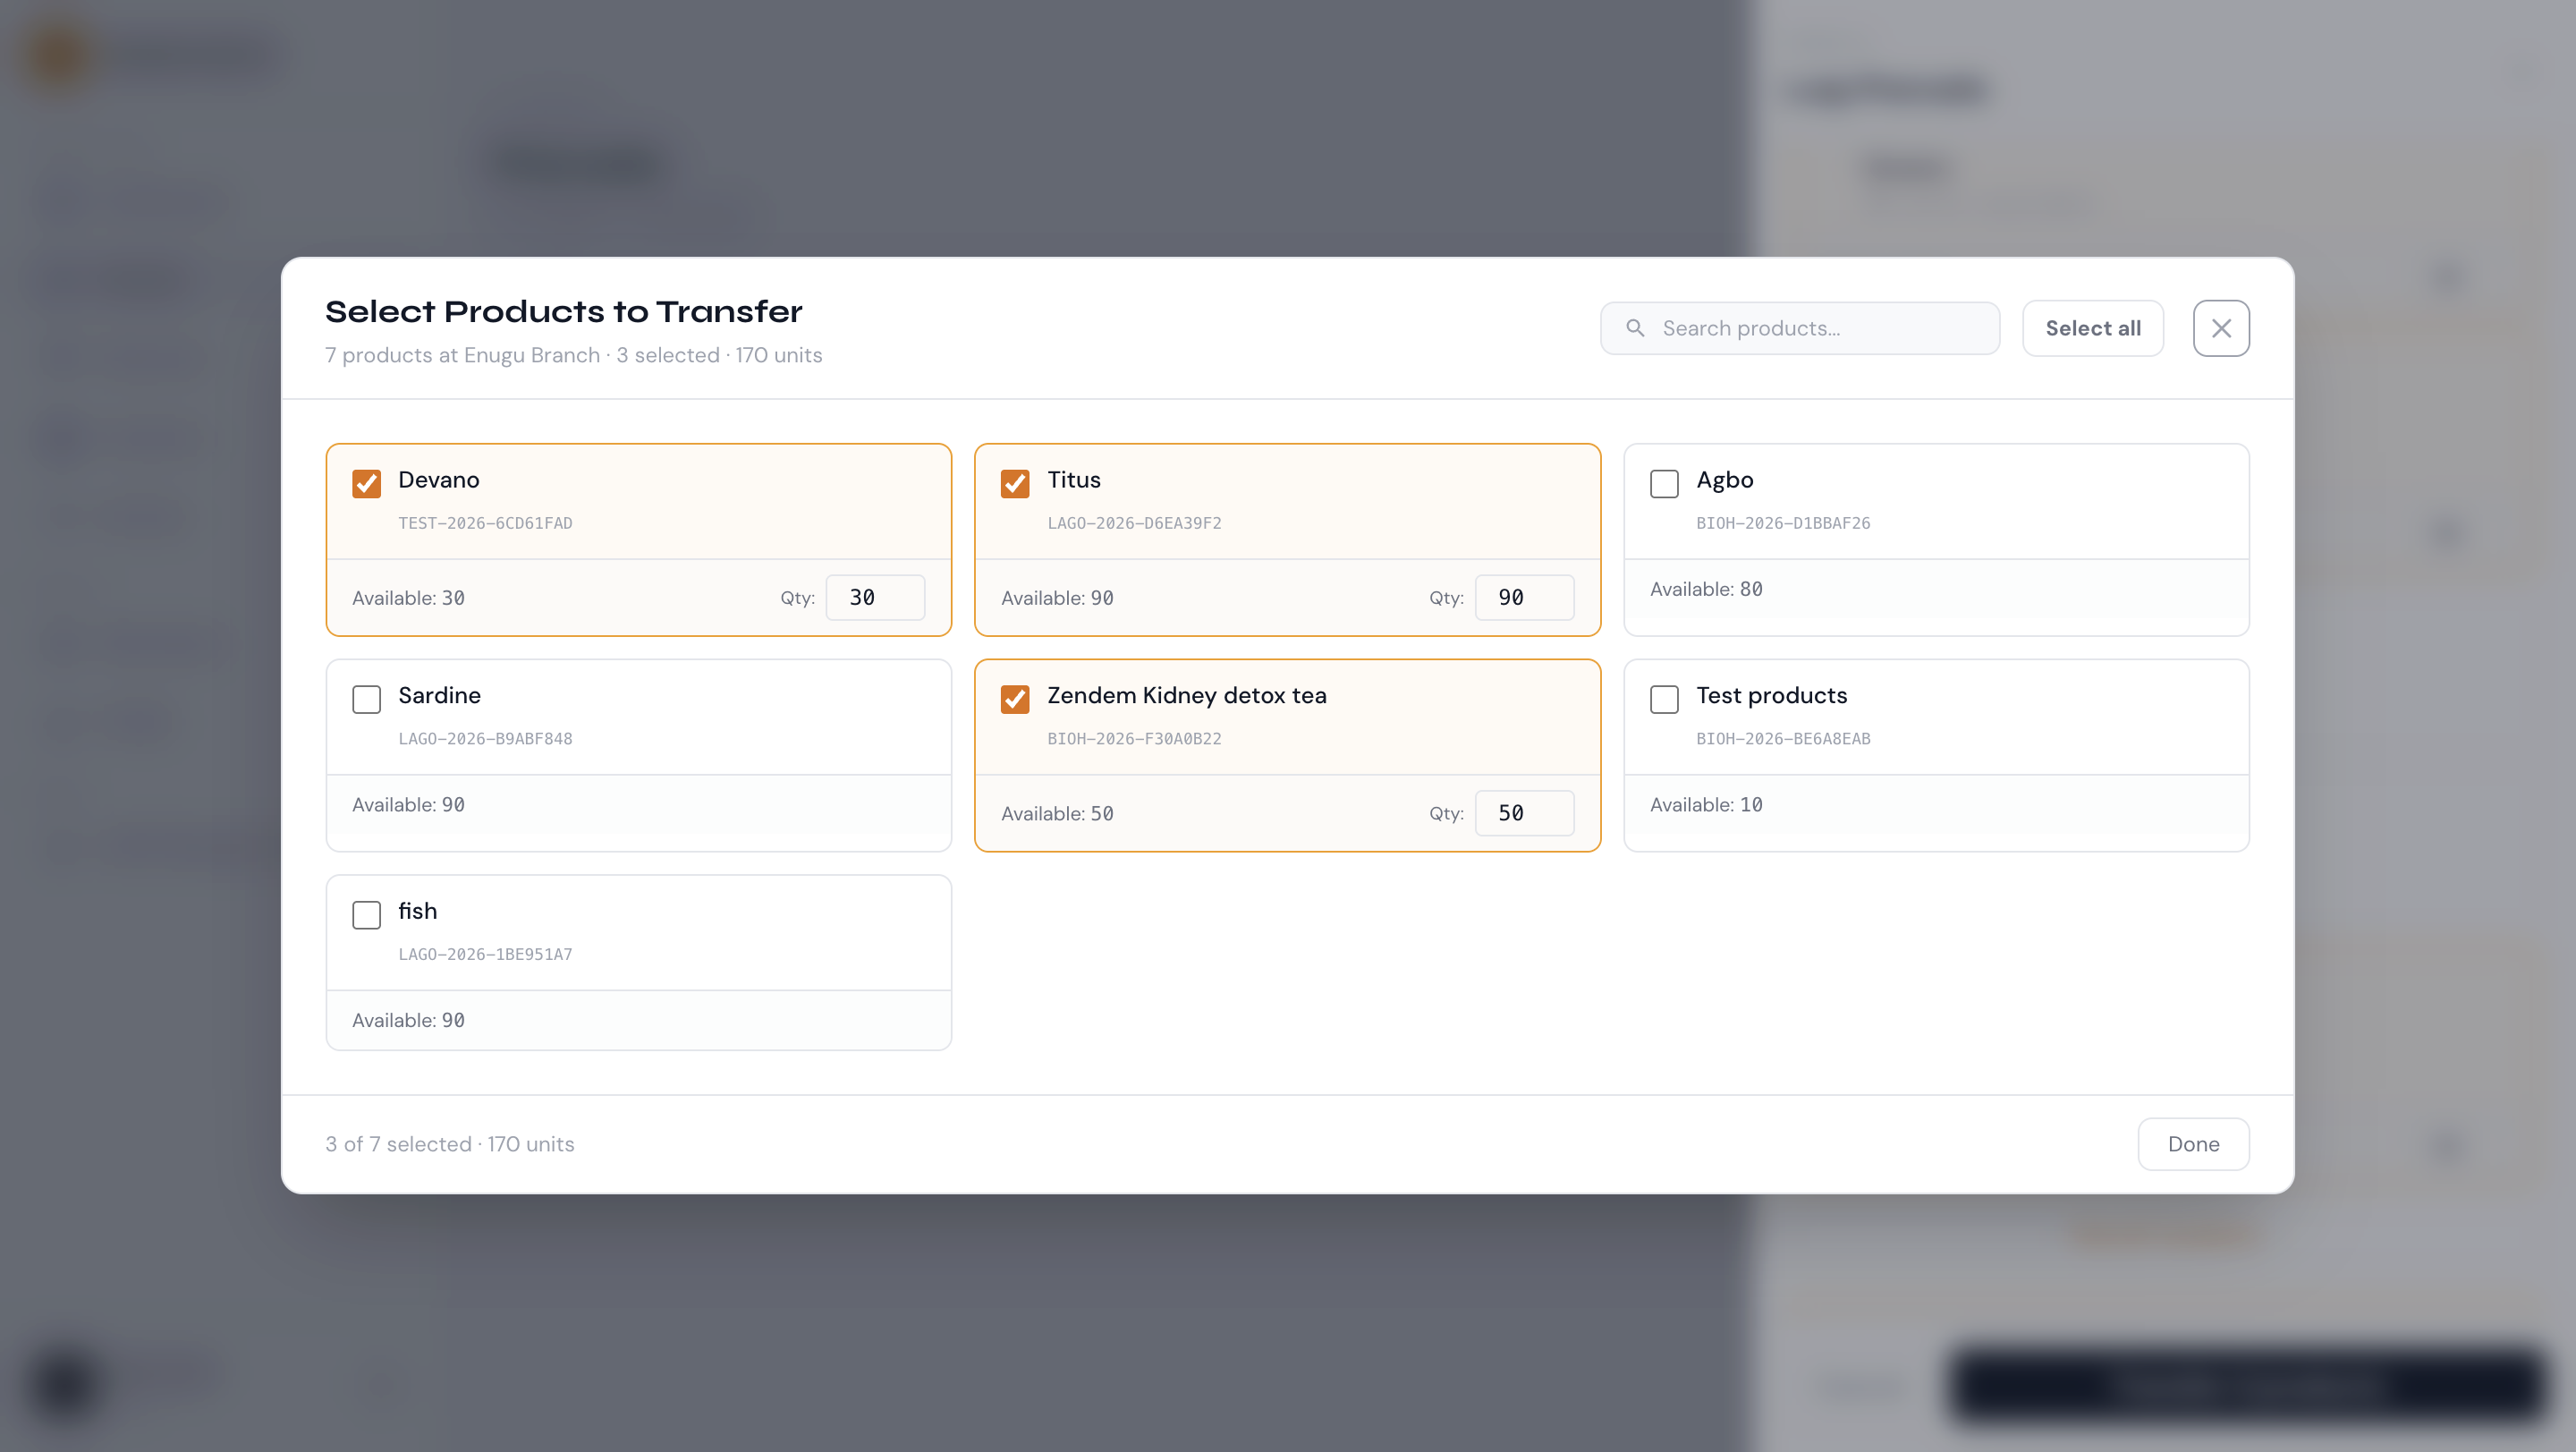 Select Products to Transfer
7 products at Enugu Branch · 3 selected · 170 units
Search products...
Select all
Devano
TEST-2026-6CD61FAD
Available: 30
Qty: 30
Titus
LAGO-2026-D6EA39F2
Available: 90
Qty: 90
Agbo
BIOH-2026-D1BBAF26
Available: 80
Sardine
LAGO-2026-B9ABF848
Available: 90
Zendem Kidney detox tea
BIOH-2026-F30A0B22
Available: 50
Qty: 50
Test products
BIOH-2026-BE6A8EAB
Available: 10
fish
LAGO-2026-1BE951A7
Available: 90
3 of 7 selected · 170 units
Done